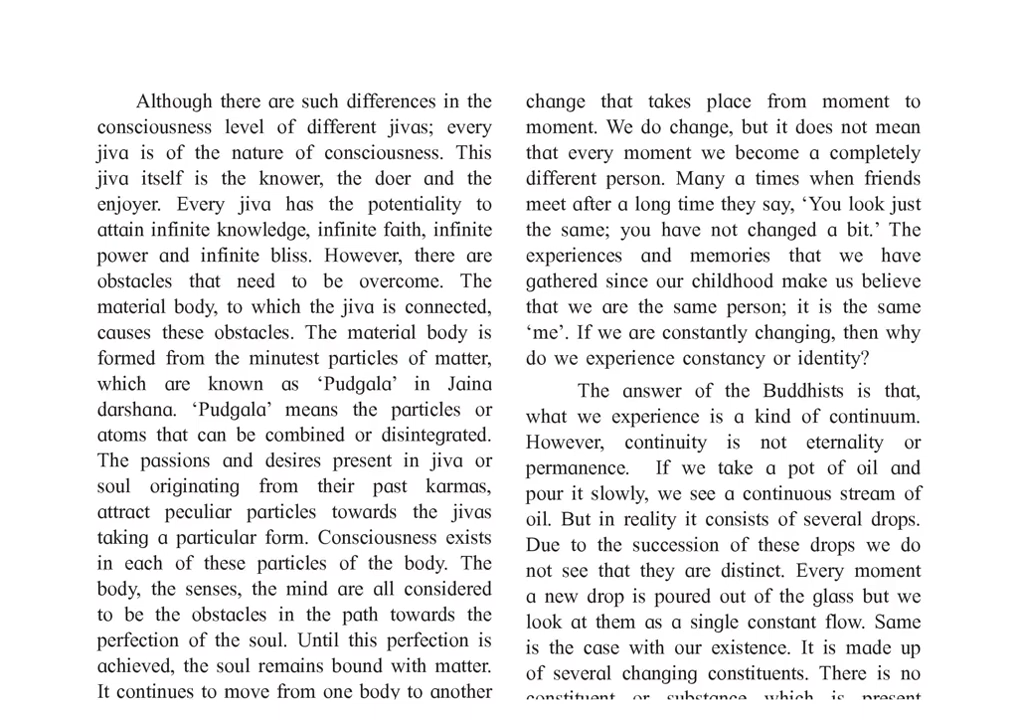 Although there are such differences in the
consciousness level of different jivas; every
jiva is of the nature of consciousness. This
jiva itself is the knower, the doer and the
enjoyer. Every jiva has the potentiality to
attain infinite knowledge, infinite faith, infinite
power and infinite bliss. However, there are
obstacles that need to be overcome. The
material body, to which the jiva is connected,
causes these obstacles. The material body is
formed from the minutest particles of matter,
which are known as ‘Pudgala’ in Jaina
darshana. ‘Pudgala’ means the particles or
atoms that can be combined or disintegrated.
The passions and desires present in jiva or
soul originating from their past karmas,
attract peculiar particles towards the jivas
taking a particular form. Consciousness exists
in each of these particles of the body. The
body, the senses, the mind are all considered
to be the obstacles in the path towards the
perfection of the soul. Until this perfection is
achieved, the soul remains bound with matter.
It continues to move from one body to another
change that takes place from moment to
moment. We do change, but it does not mean
that every moment we become a completely
different person. Many a times when friends
meet after a long time they say, ‘You look just
the same; you have not changed a bit.’ The
experiences and memories that we have
gathered since our childhood make us believe
that we are the same person; it is the same
‘me’. If we are constantly changing, then why
do we experience constancy or identity?
The answer of the Buddhists is that,
what we experience is a kind of continuum.
However, continuity is not eternality or
permanence. If we take a pot of oil and
pour it slowly, we see a continuous stream of
oil. But in reality it consists of several drops.
Due to the succession of these drops we do
not see that they are distinct. Every moment
a new drop is poured out of the glass but we
look at them as a single constant flow. Same
is the case with our existence. It is made up
of several changing constituents. There is no
constituent or substance which is present